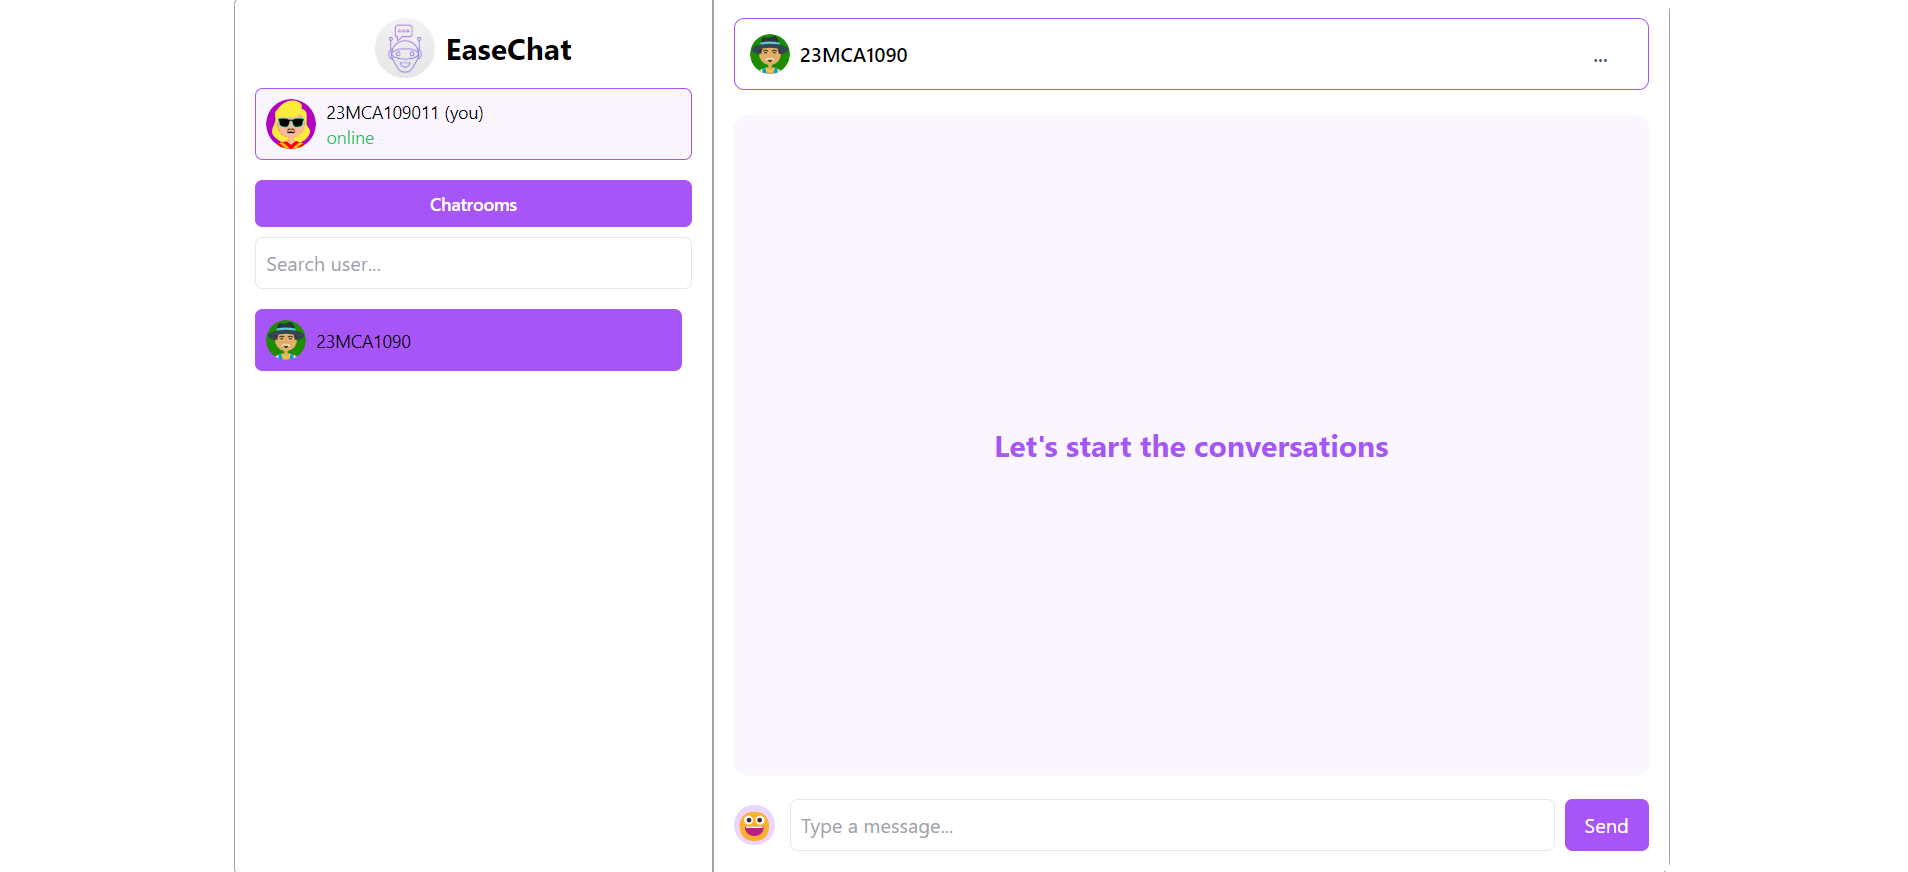 EaseChat
23MCA109011 (you)
online
Chatrooms
Search user...
23MCA1090
23MCA1090
...
Let's start the conversations
Type a message...
Send